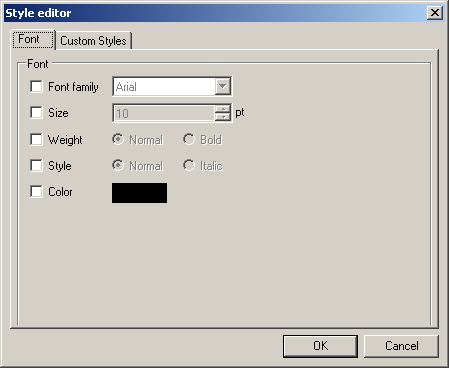 Style editor
Font Custom Styles
Font
Font family Arial
Size 10 pt
Weight Normal Bold
Style Normal Italic
Color
OK Cancel